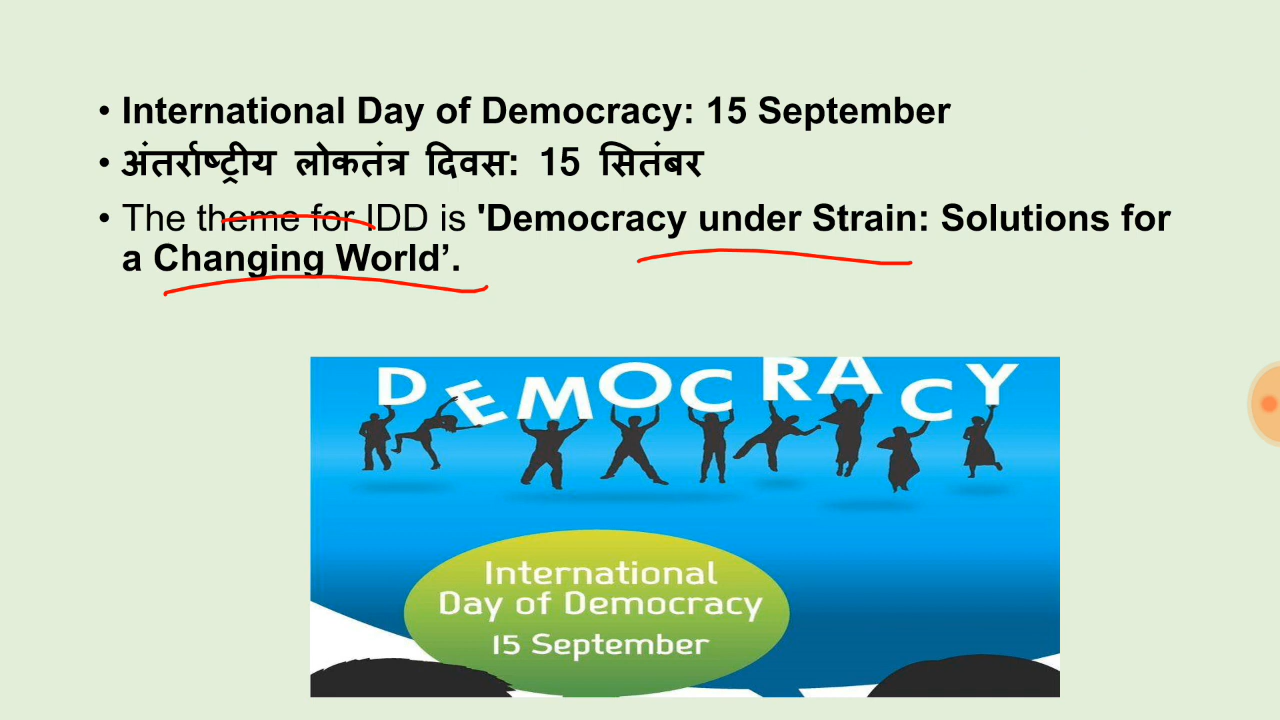 • International Day of Democracy: 15 September
• अंतर्राष्ट्रीय लोकतंत्र दिवस: 15 सितंबर
• The theme for IDD is 'Democracy under Strain: Solutions for
a Changing World’.
DEMOCRACY
International
Day of Democracy
15 September